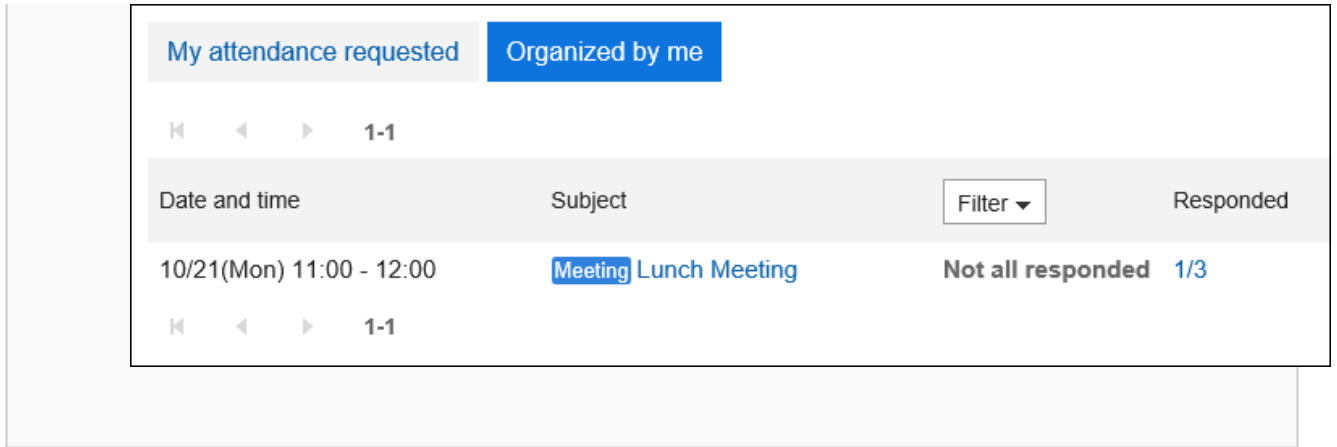 My attendance requested Organized by me
1-1
Date and time Subject Filter Responded
10/21(Mon) 11:00 - 12:00 Meeting Lunch Meeting Not all responded 1/3
1-1